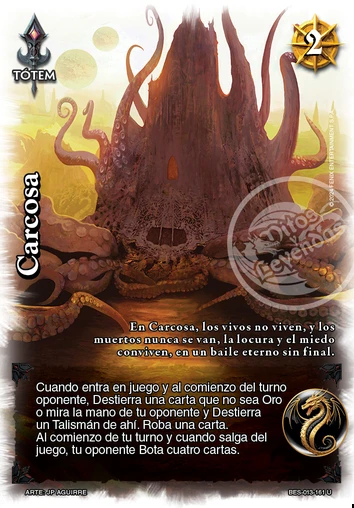 2
TÓTEM
Carcosa
Mitos y
Leyendas
En Carcosa, los vivos no viven, y los
muertos nunca se van, la locura y el miedo
conviven, en un baile eterno sin final.
Cuando entra en juego y al comienzo del turno
oponente, Destierra una carta que no sea Oro
o mira la mano de tu oponente y Destierra
un Talismán de ahí. Roba una carta.
Al comienzo de tu turno y cuando salga del
juego, tu oponente Bota cuatro cartas.
ARTE: JP AGUIRRE
BES-013-161 U